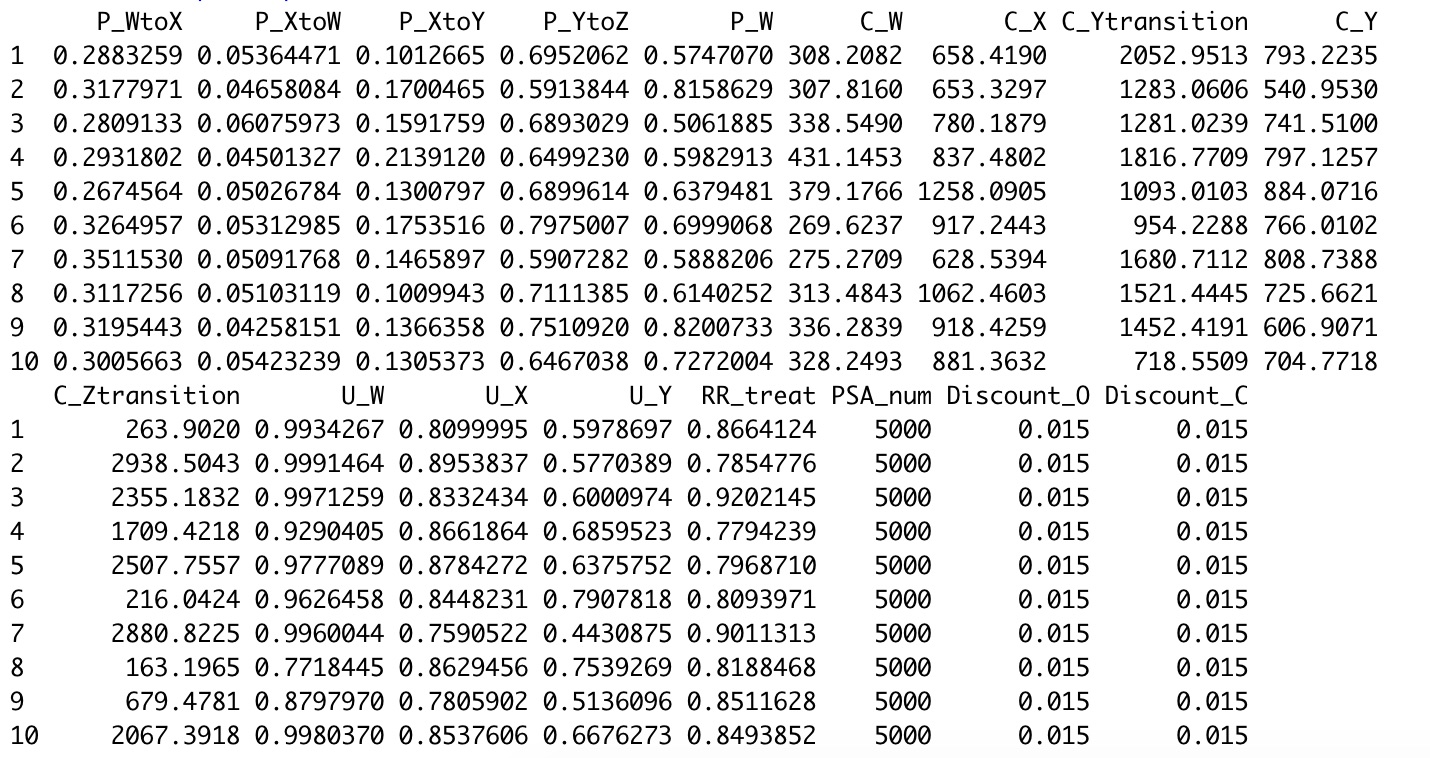 P_WtoX P_XtoW P_XtoY P_YtoZ P_W C_W C_X C_Ytransition C_Y
1 0.2883259 0.05364471 0.1012665 0.6952062 0.5747070 308.2082 658.4190 2052.9513 793.2235
2 0.3177971 0.04658084 0.1700465 0.5913844 0.8158629 307.8160 653.3297 1283.0606 540.9530
3 0.2809133 0.06075973 0.1591759 0.6893029 0.5061885 338.5490 780.1879 1281.0239 741.5100
4 0.2931802 0.04501327 0.2139120 0.6499230 0.5982913 431.1453 837.4802 1816.7709 797.1257
5 0.2674564 0.05026784 0.1300797 0.6899614 0.6379481 379.1766 1258.0905 1093.0103 884.0716
6 0.3264957 0.05312985 0.1753516 0.7975007 0.6999068 269.6237 917.2443 954.2288 766.0102
7 0.3511530 0.05091768 0.1465897 0.5907282 0.5888206 275.2709 628.5394 1680.7112 808.7388
8 0.3117256 0.05103119 0.1009943 0.7111385 0.6140252 313.4843 1062.4603 1521.4445 725.6621
9 0.3195443 0.04258151 0.1366358 0.7510920 0.8200733 336.2839 918.4259 1452.4191 606.9071
10 0.3005663 0.05423239 0.1305373 0.6467038 0.7272004 328.2493 881.3632 718.5509 704.7718
C_Ztransition U_W U_X U_Y RR_treat PSA_num Discount_O Discount_C
1 263.9020 0.9934267 0.8099995 0.5978697 0.8664124 5000 0.015 0.015
2 2938.5043 0.9991464 0.8953837 0.5770389 0.7854776 5000 0.015 0.015
3 2355.1832 0.9971259 0.8332434 0.6000974 0.9202145 5000 0.015 0.015
4 1709.4218 0.9290405 0.8661864 0.6859523 0.7794239 5000 0.015 0.015
5 2507.7557 0.9777089 0.8784272 0.6375752 0.7968710 5000 0.015 0.015
6 216.0424 0.9626458 0.8448231 0.7907818 0.8093971 5000 0.015 0.015
7 2880.8225 0.9960044 0.7590522 0.4430875 0.9011313 5000 0.015 0.015
8 163.1965 0.7718445 0.8629456 0.7539269 0.8188468 5000 0.015 0.015
9 679.4781 0.8797970 0.7805902 0.5136096 0.8511628 5000 0.015 0.015
10 2067.3918 0.9980370 0.8537606 0.6676273 0.8493852 5000 0.015 0.015